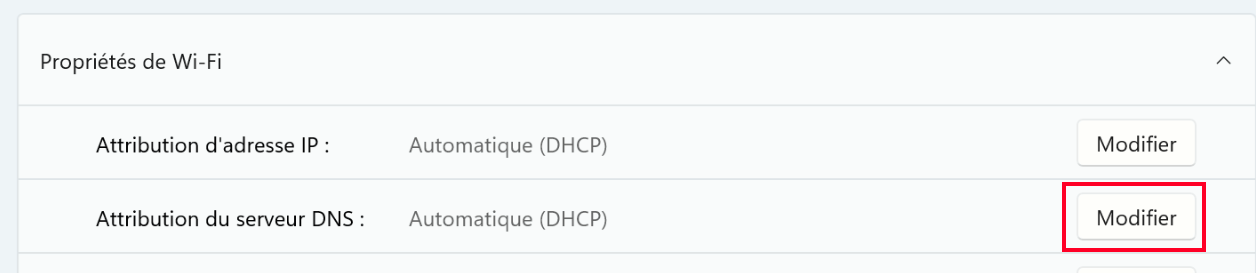 Propriétés de Wi-Fi
Attribution d'adresse IP : Automatique (DHCP) Modifier
Attribution du serveur DNS : Automatique (DHCP) Modifier